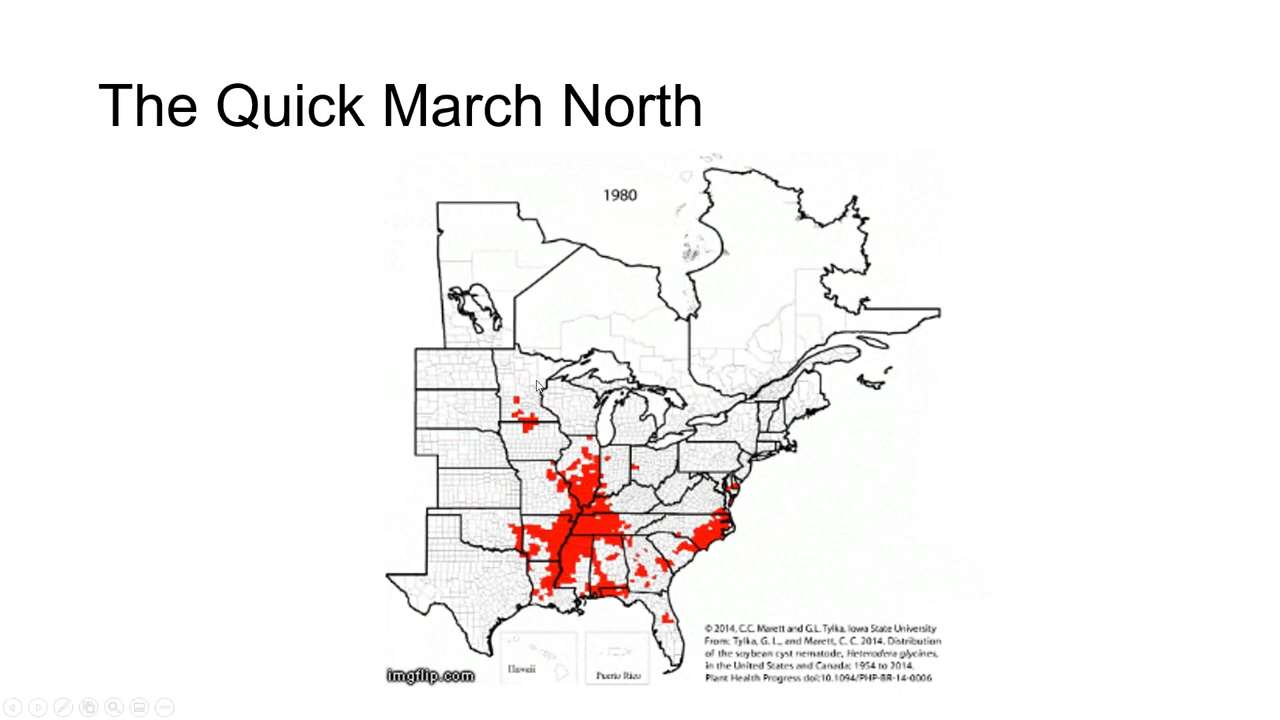 The Quick March North
1980
© 2014, C.C. Marett and G.L. Tylka, Iowa State University
From: Tylka, G. L., and Marett, C. C. 2014. Distribution
of the soybean cyst nematode, Heterodera glycines,
in the United States and Canada: 1954 to 2014.
Plant Health Progress doi:10.1094/PHP-BR-14-0006
Hawaii
Puerto Rico
imgflip.com